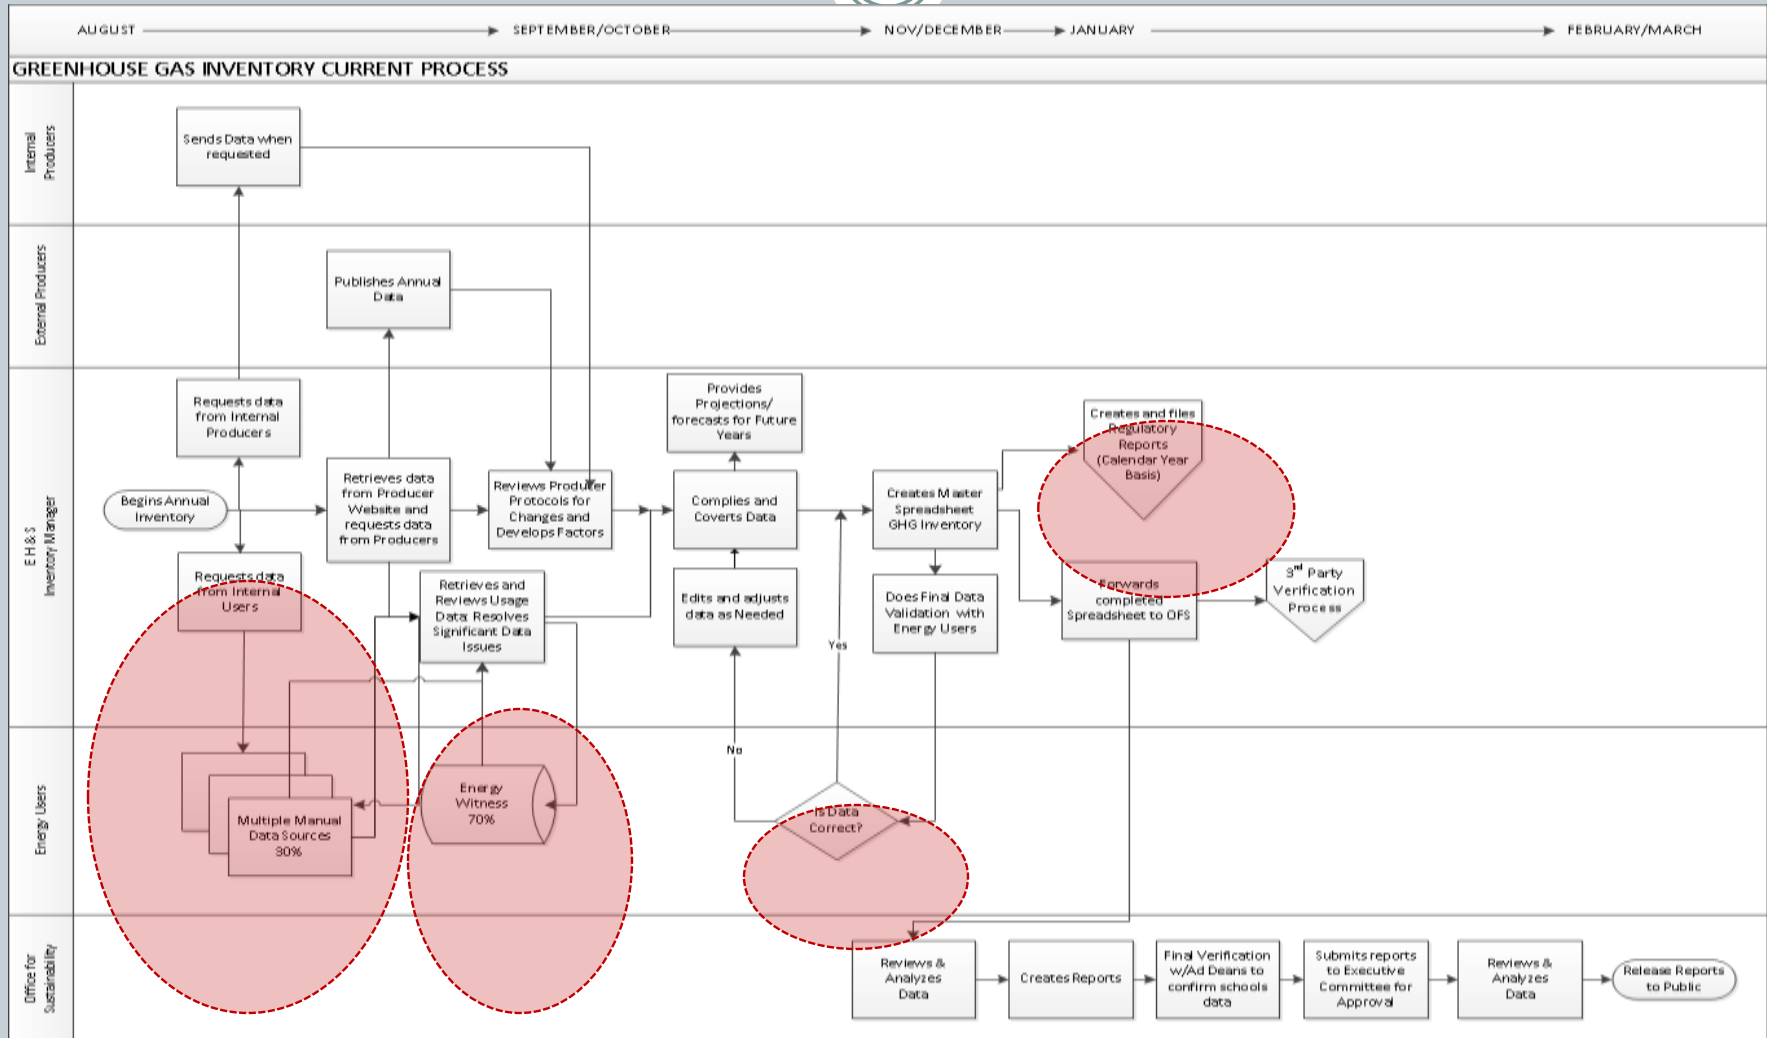 AUGUST
SEPTEMBER/OCTOBER
NOV/DECEMBER
JANUARY
FEBRUARY/MARCH
GREENHOUSE GAS INVENTORY CURRENT PROCESS
Internal
Producers
Sends Data when
requested
External Producers
Publishes Annual
Data
E H & S
Inventory Manager
Requests data
from Internal
Producers
Begins Annual
Inventory
Requests data
from Internal
Users
Retrieves data
from Producer
Website and
requests data
from Producers
Reviews Producer
Protocols for
Changes and
Develops Factors
Retrieves and
Reviews Usage
Data: Resolves
Significant Data
Issues
Provides
Projections/
forecasts for Future
Years
Complies and
Coverts Data
Edits and adjusts
data as Needed
Yes
No
Creates Master
Spreadsheet
GHG Inventory
Does Final Data
Validation with
Energy Users
Creates and files
Regulatory
Reports
(Calendar Year
Basis)
Forwards
completed
Spreadsheet to OFS
3rd Party
Verification
Process
Energy Users
Multiple Manual
Data Sources
30%
Energy
Witness
70%
Is Data
Correct?
Office for
Sustainability
Reviews &
Analyzes
Data
Creates Reports
Final Verification
w/Ad Deans to
confirm schools
data
Submits reports
to Executive
Committee for
Approval
Reviews &
Analyzes
Data
Release Reports
to Public